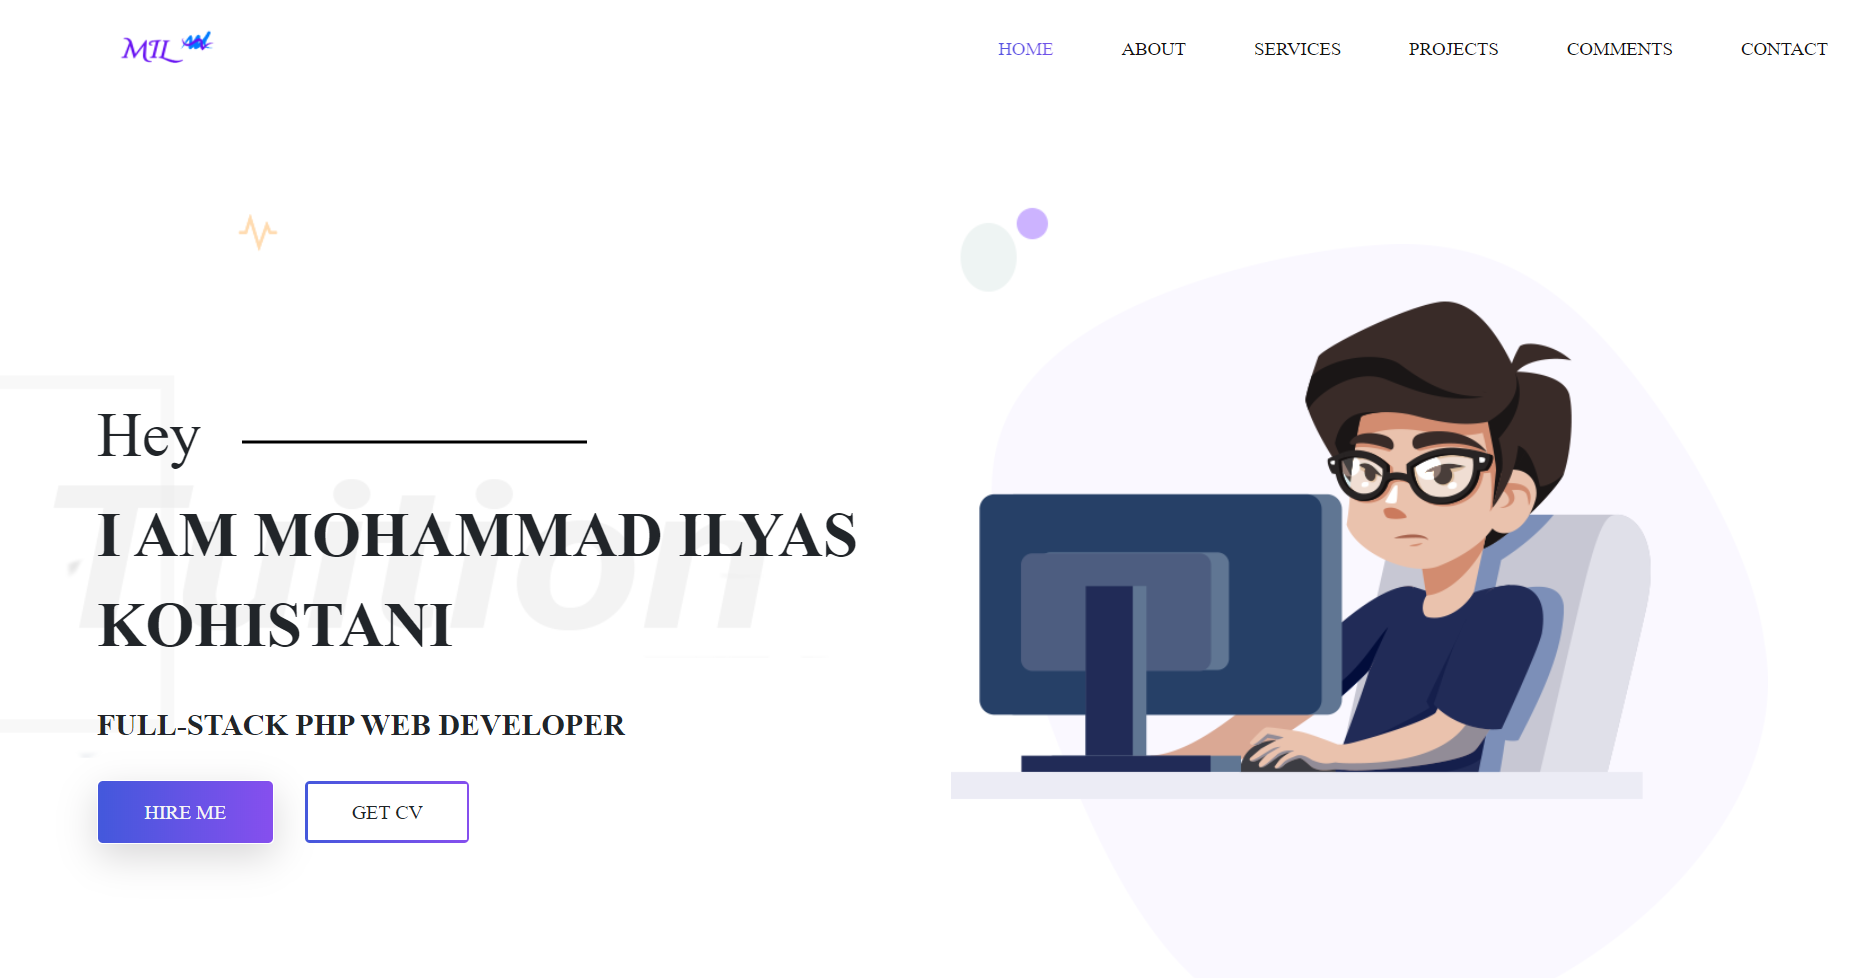 MIL
HOME ABOUT SERVICES PROJECTS COMMENTS CONTACT
Hey
Tuition
I AM MOHAMMAD ILYAS
KOHISTANI
FULL-STACK PHP WEB DEVELOPER
HIRE ME GET CV